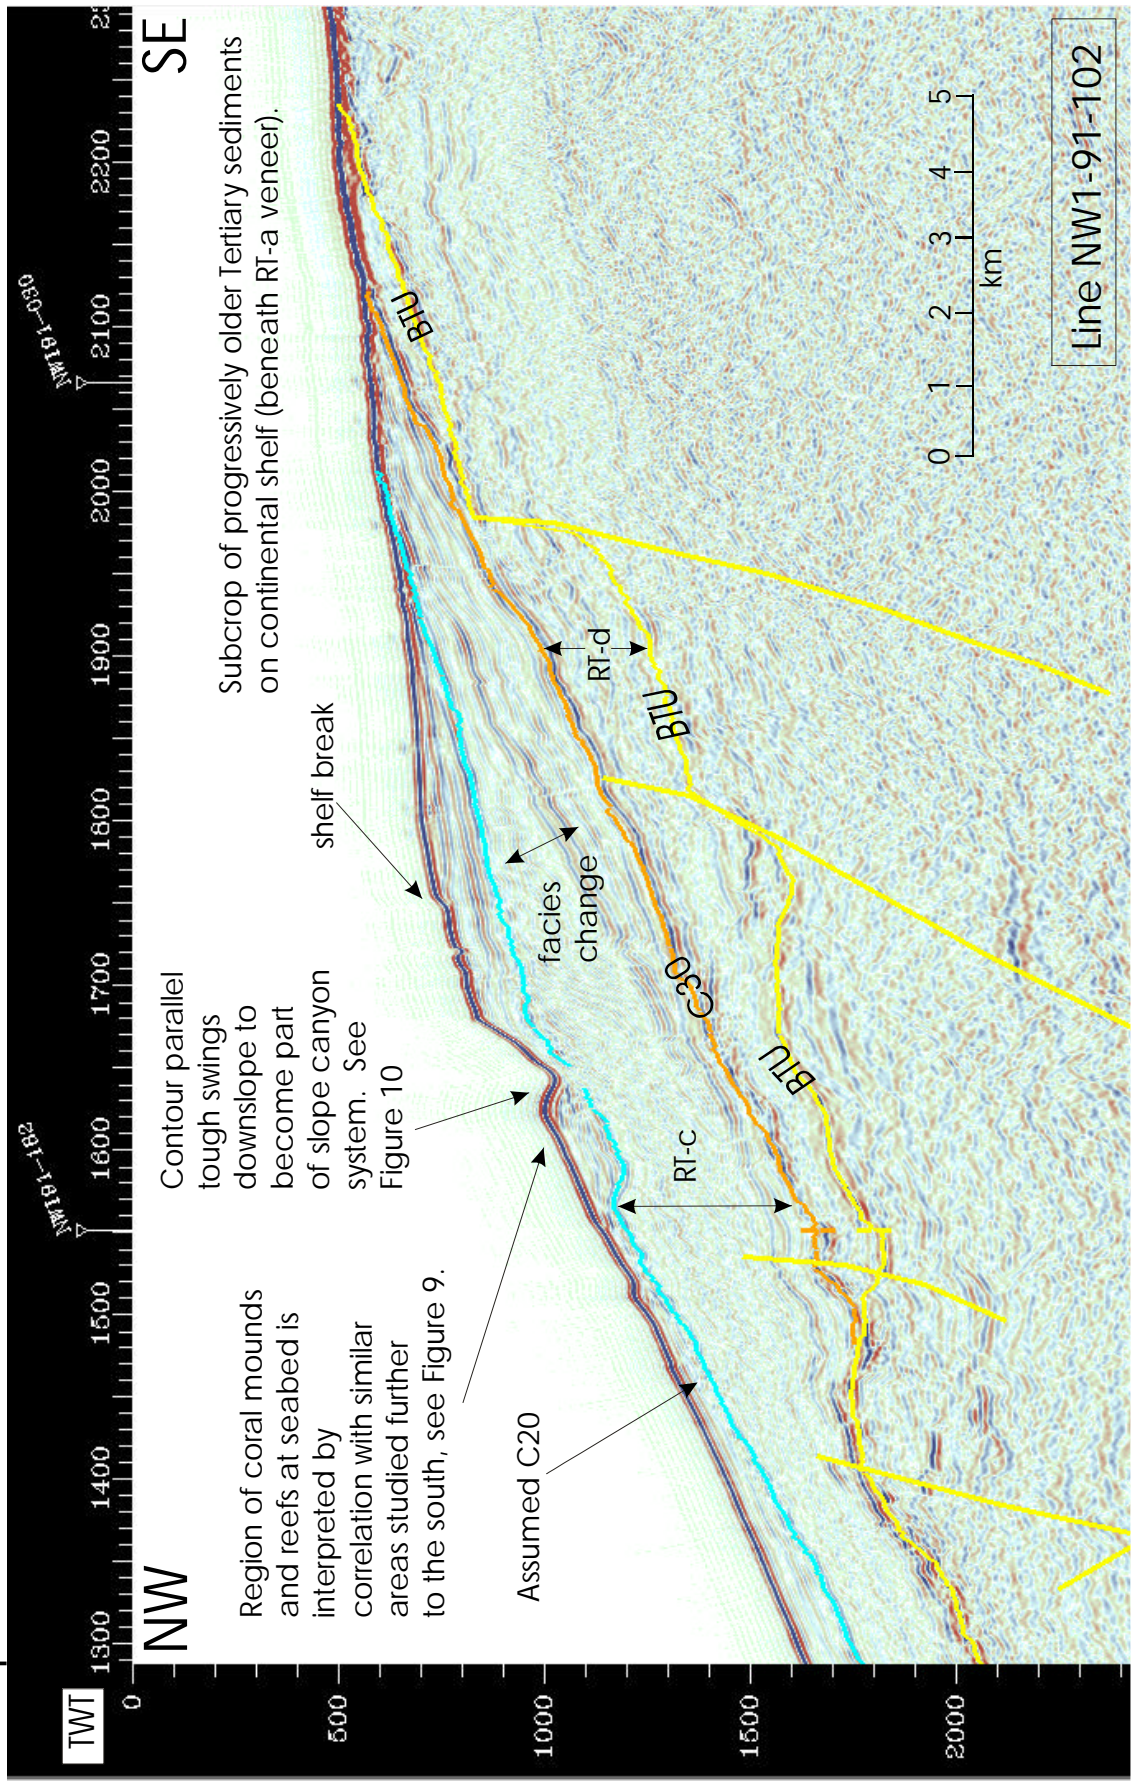 TWT
1300
1400
1500
1600
1700
1800
1900
2000
2100
2200
NW191-182
NW191-030
0
500
1000
1500
2000
NW
SE
Contour parallel
tough swings
downslope to
become part
of slope canyon
system. See
Figure 10
Region of coral mounds
and reefs at seabed is
interpreted by
correlation with similar
areas studied further
to the south, see Figure 9.
Assumed C20
shelf break
Subcrop of progressively older Tertiary sediments
on continental shelf (beneath RT-a veneer).
facies
change
RT-c
RT-d
C30
BTU
BTU
BTU
0 1 2 3 4 5
km
Line NW1-91-102